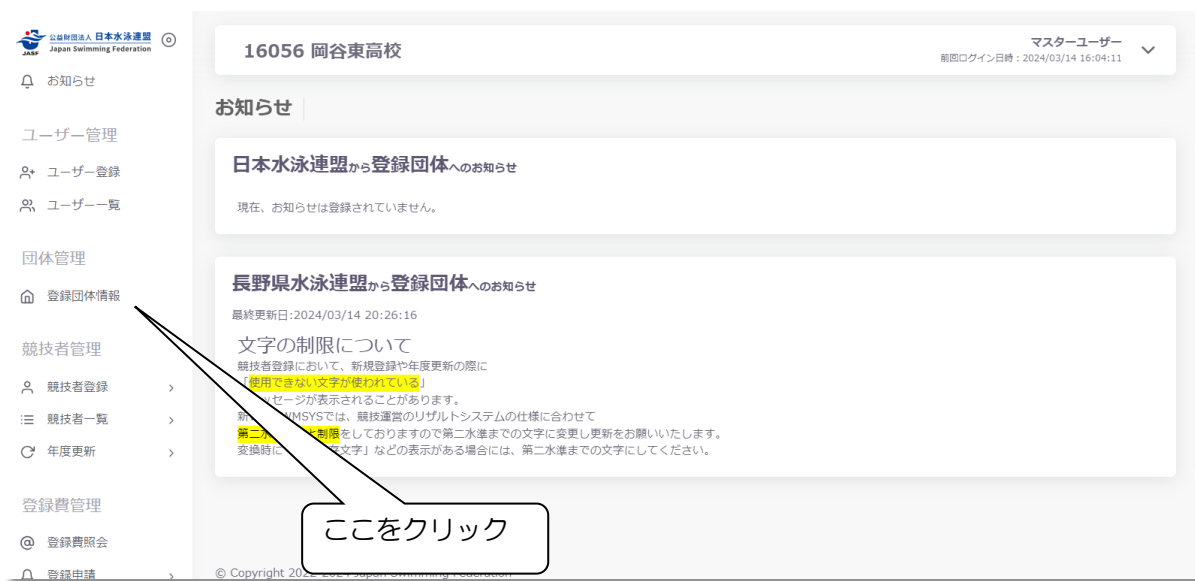 公益財団法人 日本水泳連盟
Japan Swimming Federation
JASF
お知らせ
ユーザー管理
ユーザー登録
ユーザー一覧
団体管理
登録団体情報
競技者管理
競技者登録
競技者一覧
年度更新
登録費管理
登録費照会
登録申請
16056 岡谷東高校
マスターユーザー
前回ログイン日時：2024/03/14 16:04:11
お知らせ
日本水泳連盟から登録団体へのお知らせ
現在、お知らせは登録されていません。
長野県水泳連盟から登録団体へのお知らせ
最終更新日:2024/03/14 20:26:16
文字の制限について
競技者登録において、新規登録や年度更新の際に
「使用できない文字が使われている」
ッセージが表示されることがあります。
新 MSYSでは、競技運営のリザルトシステムの仕様に合わせて
第二水 と制限をしておりますので第二水準までの文字に変更し更新をお願いいたします。
変換時に 文字」などの表示がある場合には、第二水準までの文字にしてください。
ここをクリック
© Copyright 2022-2024 Japan Swimming Federation